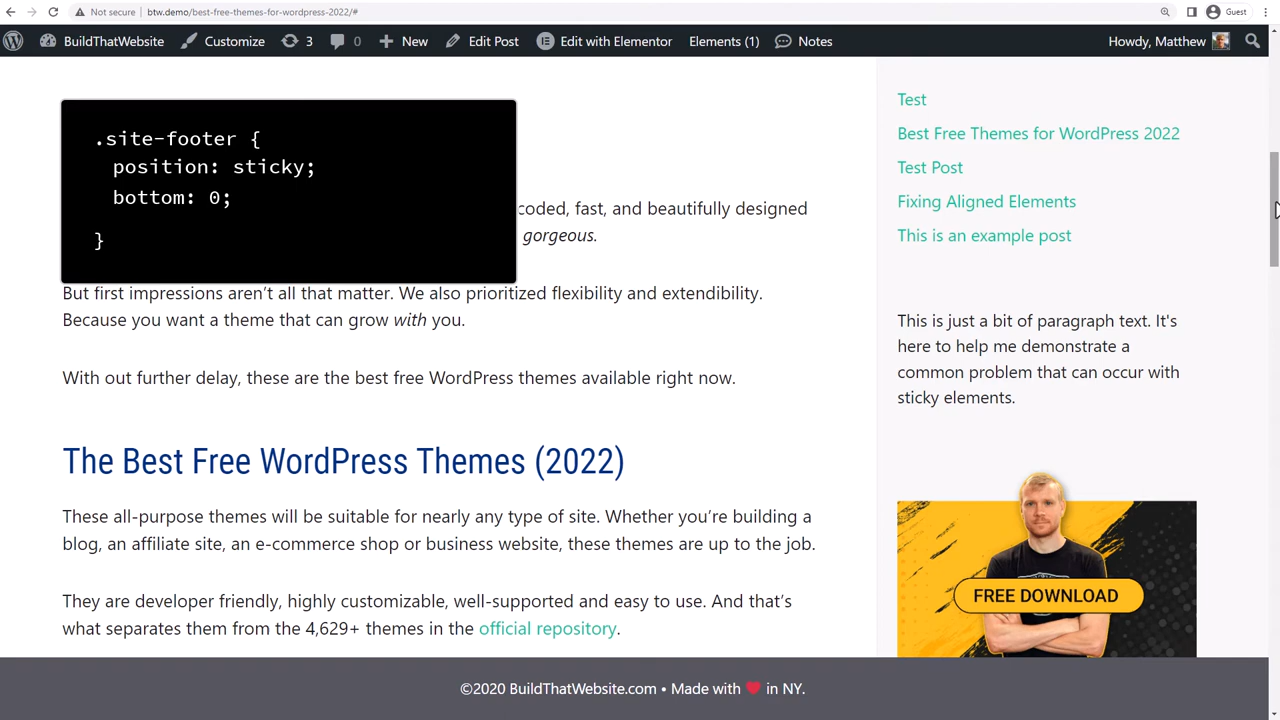 Not secure
btw.demo/best-free-themes-for-wordpress-2022/#
Guest
BuildThatWebsite
Customize
3
0
New
Edit Post
Edit with Elementor
Elements (1)
Notes
Howdy, Matthew
.site-footer {
position: sticky;
bottom: 0;
}
coded, fast, and beautifully designed
gorgeous.
But first impressions aren’t all that matter. We also prioritized flexibility and extendibility.
Because you want a theme that can grow with you.
With out further delay, these are the best free WordPress themes available right now.
The Best Free WordPress Themes (2022)
These all-purpose themes will be suitable for nearly any type of site. Whether you’re building a
blog, an affiliate site, an e-commerce shop or business website, these themes are up to the job.
They are developer friendly, highly customizable, well-supported and easy to use. And that’s
what separates them from the 4,629+ themes in the official repository.
Test
Best Free Themes for WordPress 2022
Test Post
Fixing Aligned Elements
This is an example post
This is just a bit of paragraph text. It's
here to help me demonstrate a
common problem that can occur with
sticky elements.
FREE DOWNLOAD
©2020 BuildThatWebsite.com • Made with ❤ in NY.